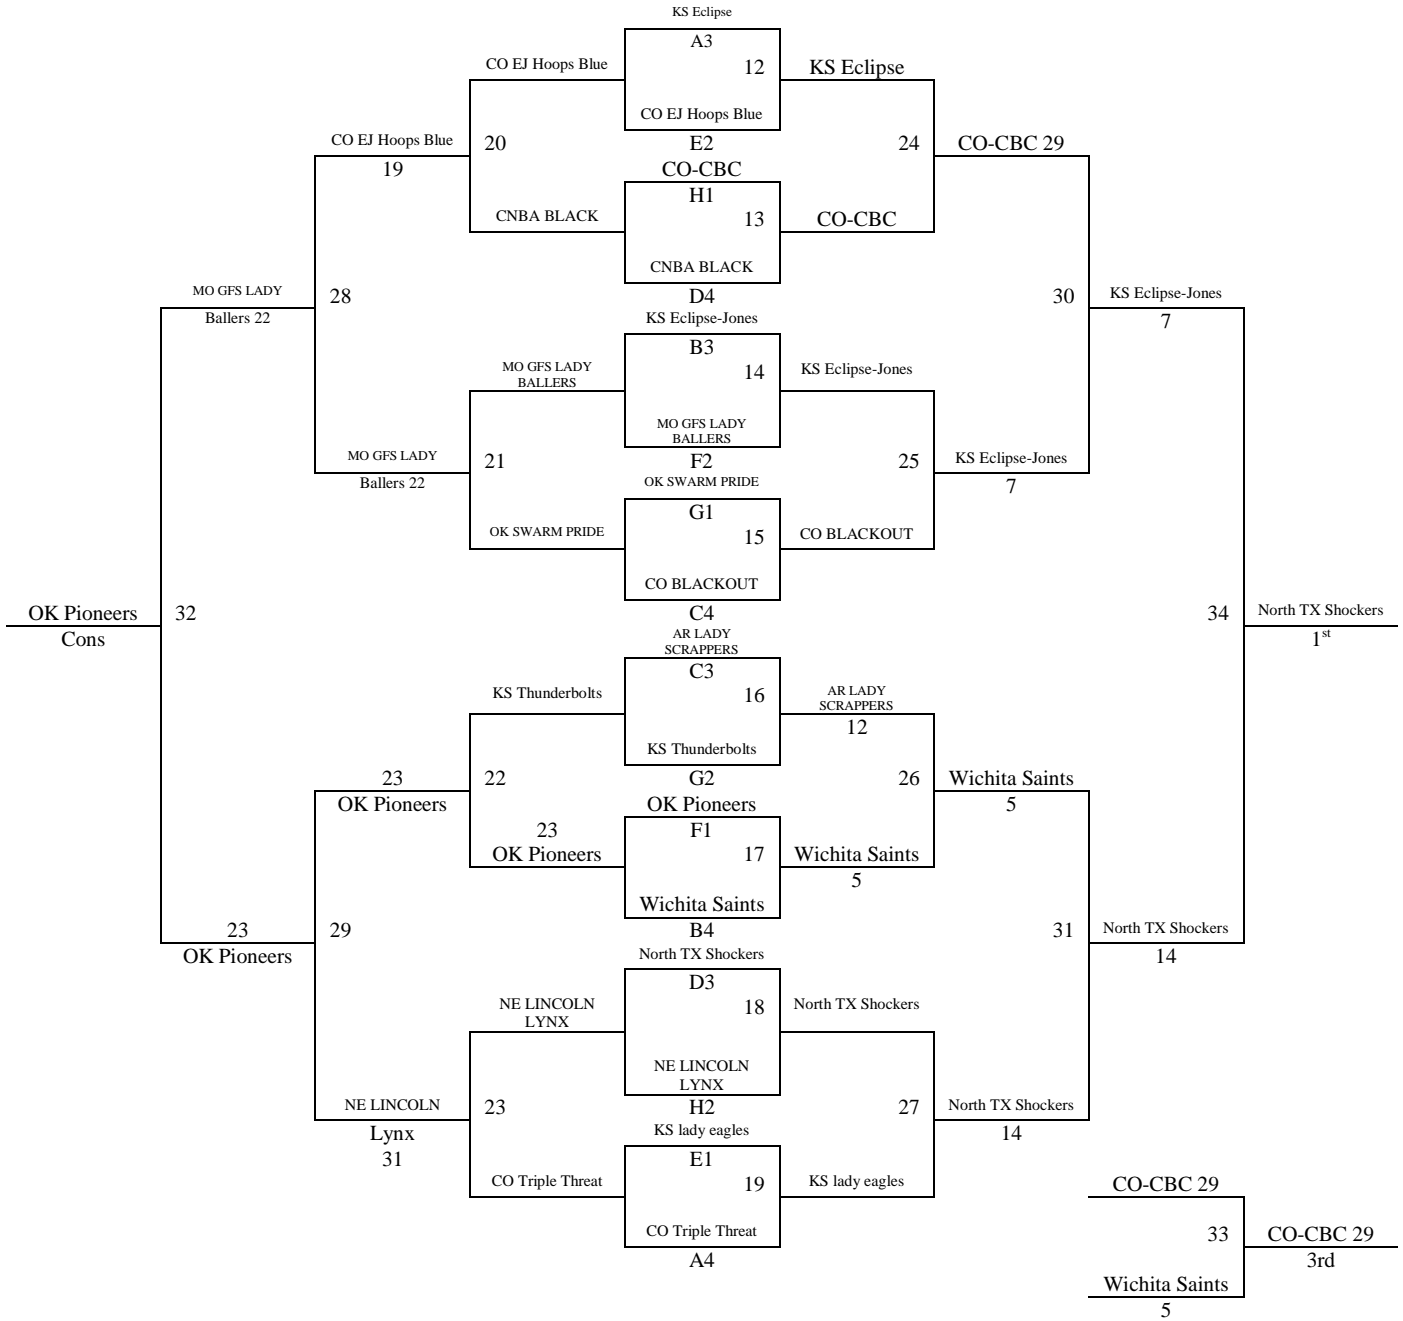 KS Eclipse
A3
CO EJ Hoops Blue
12
KS Eclipse
CO EJ Hoops Blue
CO EJ Hoops Blue
20
E2
24
CO-CBC 29
19
CO-CBC
H1
CNBA BLACK
13
CO-CBC
CNBA BLACK
MO GFS LADY
28
D4
30
KS Eclipse-Jones
Ballers 22
KS Eclipse-Jones
7
B3
MO GFS LADY
BALLERS
14
KS Eclipse-Jones
MO GFS LADY
BALLERS
MO GFS LADY
21
F2
25
KS Eclipse-Jones
Ballers 22
OK SWARM PRIDE
7
G1
OK SWARM PRIDE
15
CO BLACKOUT
CO BLACKOUT
OK Pioneers
32
C4
34
North TX Shockers
Cons
AR LADY
SCRAPPERS
1st
C3
KS Thunderbolts
16
AR LADY
SCRAPPERS
12
KS Thunderbolts
23
22
G2
26
Wichita Saints
OK Pioneers
OK Pioneers
5
23
F1
OK Pioneers
17
Wichita Saints
5
Wichita Saints
23
29
B4
31
North TX Shockers
OK Pioneers
North TX Shockers
14
D3
NE LINCOLN
LYNX
18
North TX Shockers
NE LINCOLN
LYNX
NE LINCOLN
23
H2
27
North TX Shockers
Lynx
KS lady eagles
14
31
E1
CO Triple Threat
19
KS lady eagles
CO-CBC 29
CO Triple Threat
33
CO-CBC 29
A4
3rd
Wichita Saints
5